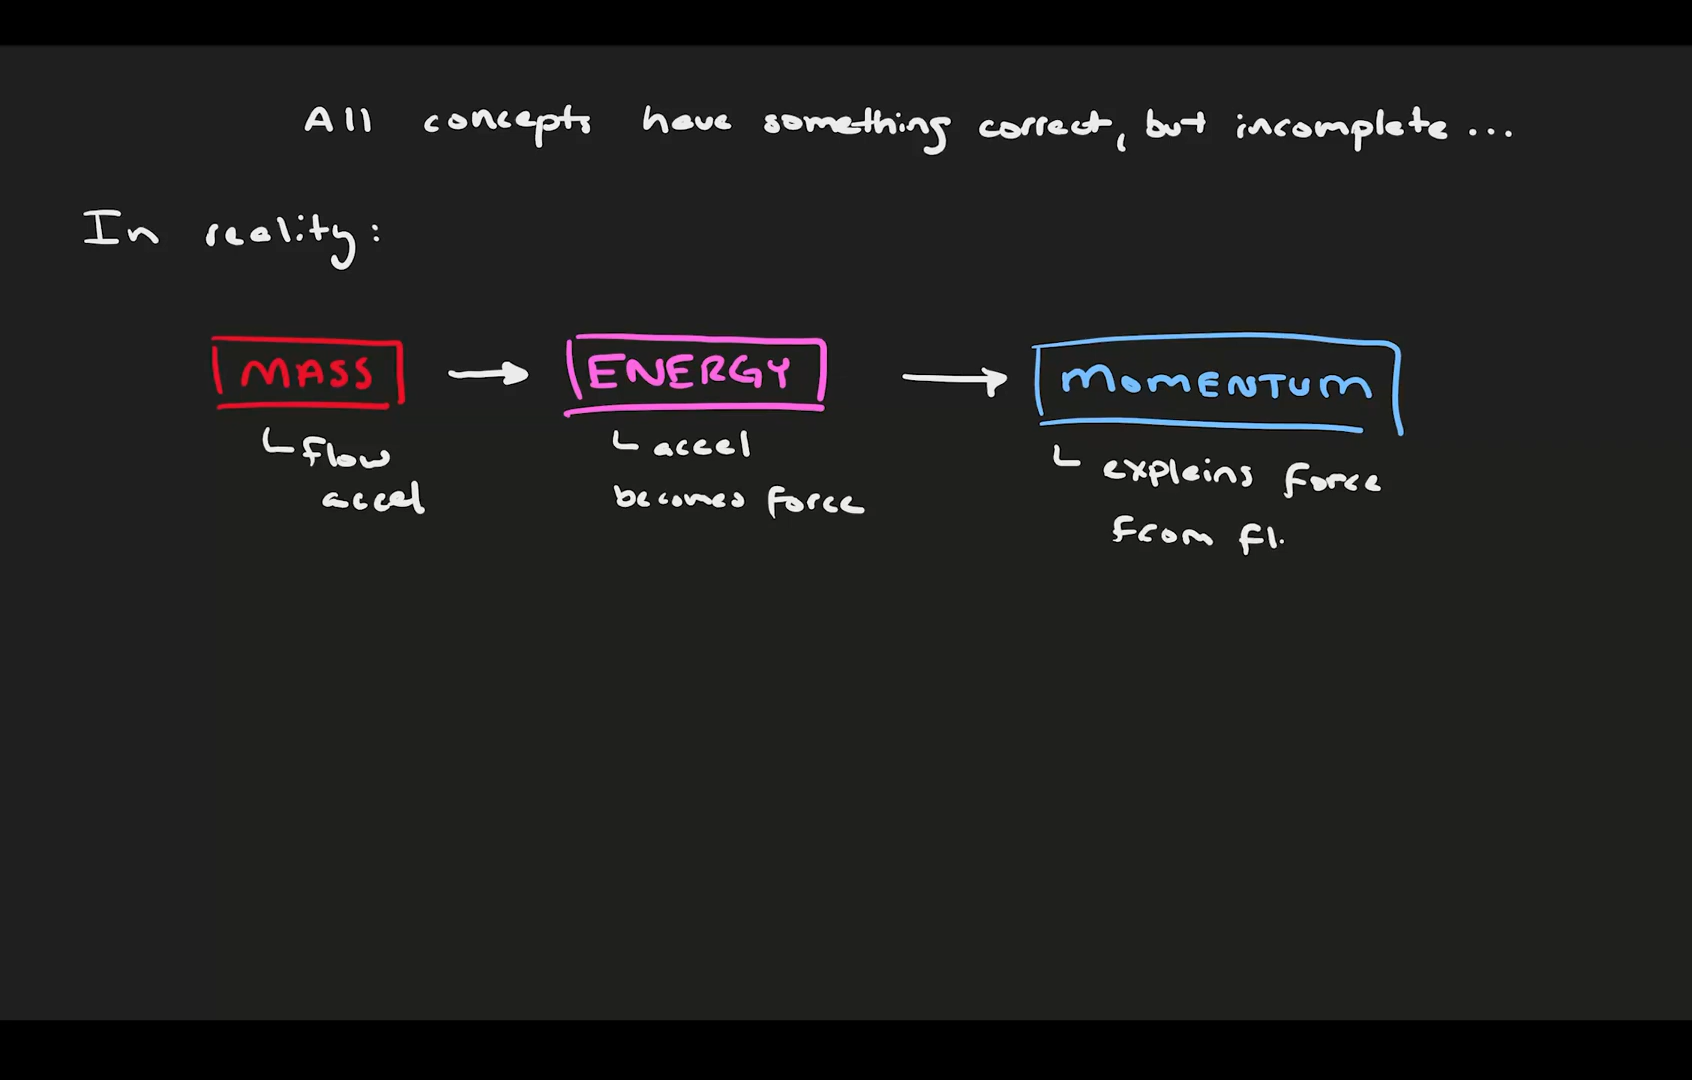 All concepts have something correct, but incomplete...
In reality:
MASS → ENERGY → MOMENTUM
flow accel
accel becomes force
explains force from fl